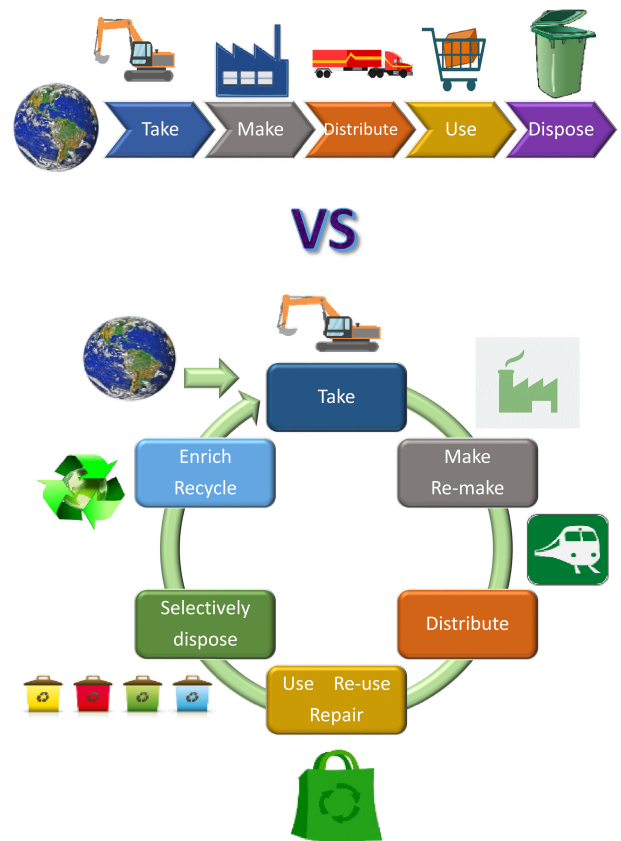 Take
Make
Distribute
Use
Dispose
VS
Take
Make
Re-make
Distribute
Use Re-use
Repair
Selectively
dispose
Enrich
Recycle